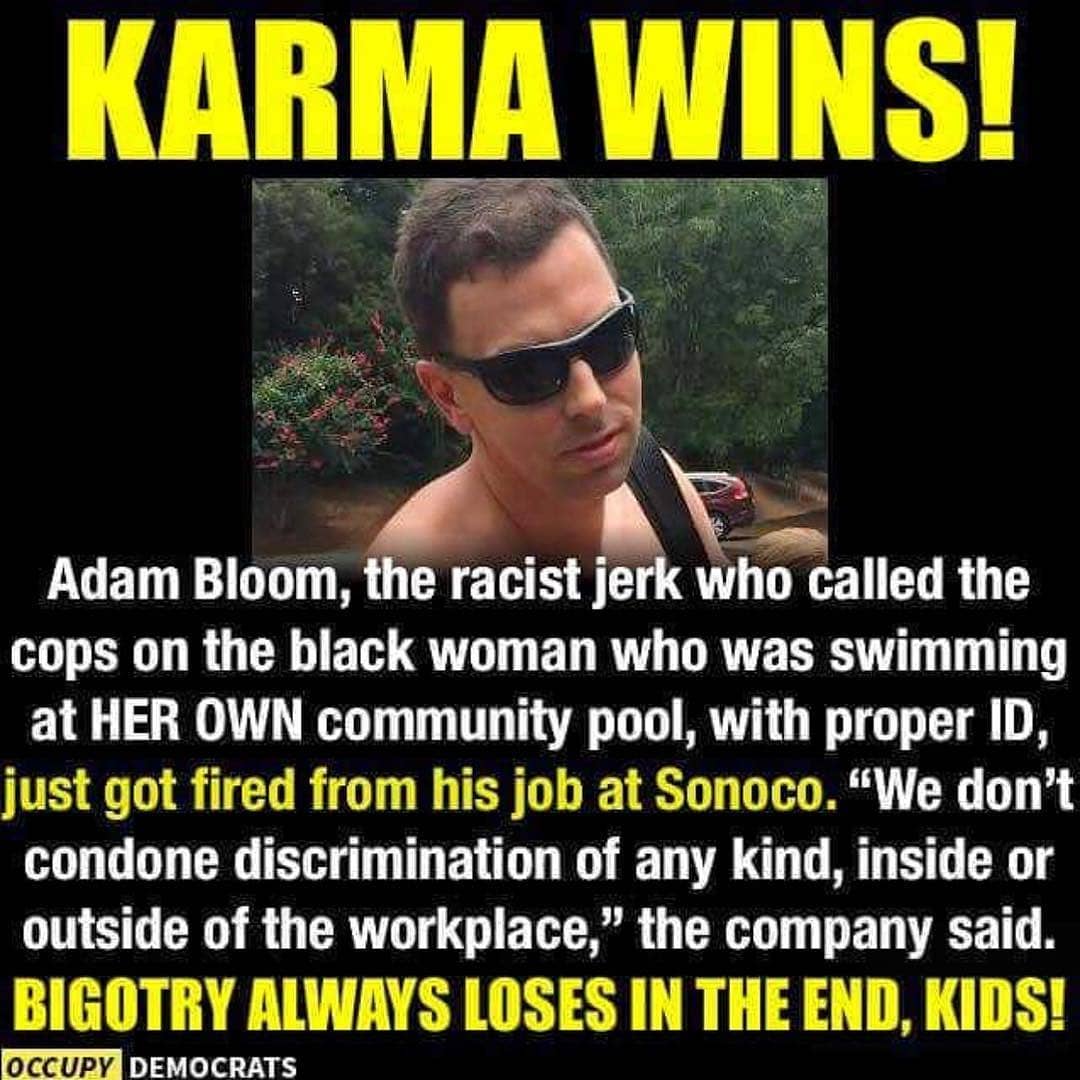 KARMA WINS!
Adam Bloom, the racist jerk who called the
cops on the black woman who was swimming
at HER OWN community pool, with proper ID,
just got fired from his job at Sonoco. “We don’t
condone discrimination of any kind, inside or
outside of the workplace,” the company said.
BIGOTRY ALWAYS LOSES IN THE END, KIDS!
OCCUPY DEMOCRATS